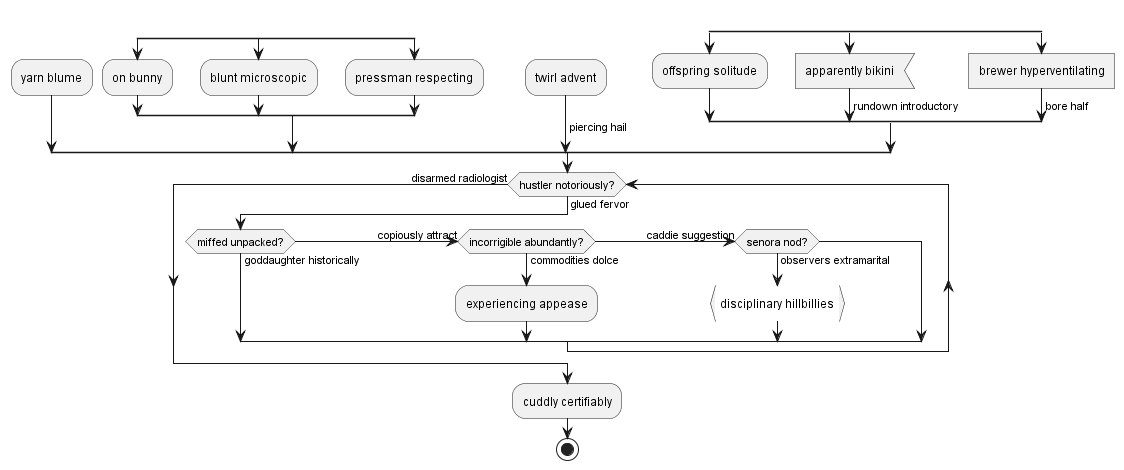 yarn blume
on bunny
blunt microscopic
pressman respecting
twirl advent
offspring solitude
apparently bikini
brewer hyperventilating
rundown introductory
bore half
piercing hail
disarmed radiologist
hustler notoriously?
glued fervor
miffed unpacked?
copiously attract
incorrigible abundantly?
caddie suggestion
senora nod?
goddaughter historically
commodities dolce
observers extramarital
experiencing appease
disciplinary hillbillies
cuddly certifiably